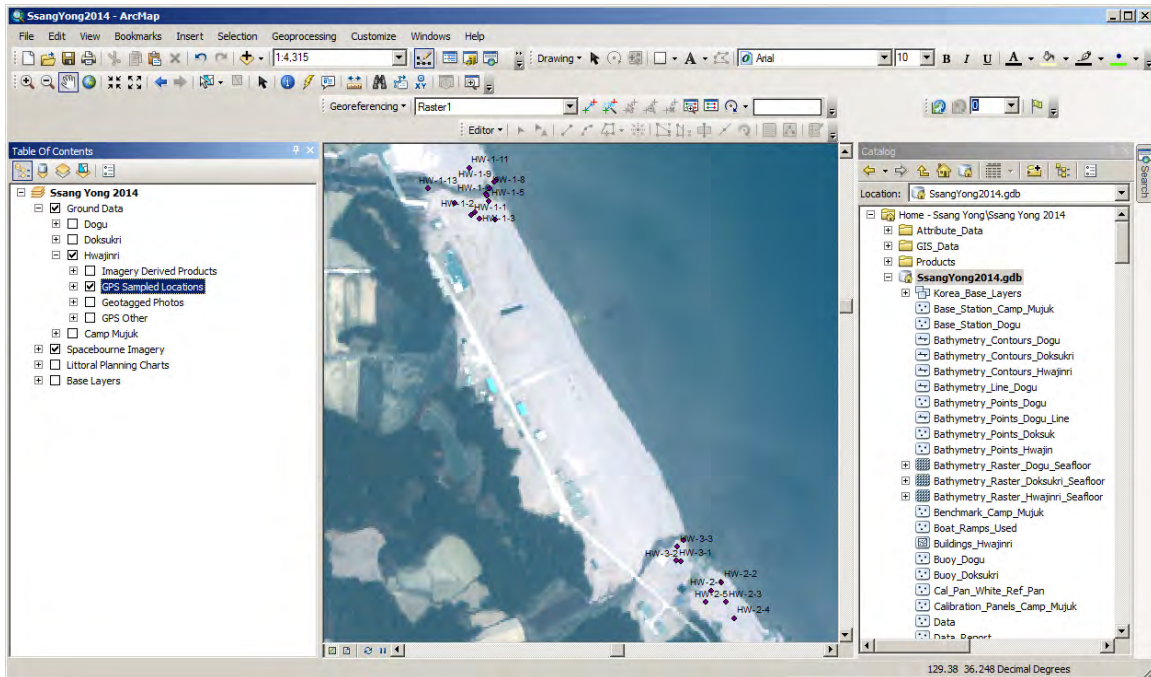 SsangYong2014 - ArcMap
File Edit View Bookmarks Insert Selection Geoprocessing Customize Windows Help
1:4,315
Drawing
Arial
10
B I U A
Georeferencing
Raster1
0
Editor
Table Of Contents
Ssang Yong 2014
Ground Data
Dogu
Doksukri
Hwajinri
Imagery Derived Products
GPS Sampled Locations
Geotagged Photos
GPS Other
Camp Mujuk
Spacebourne Imagery
Littoral Planning Charts
Base Layers
HW-1-11
HW-1-9
HW-1-8
HW-1-13
HW-1-5
HW-1-2
HW-1-1
HW-1-3
HW-3-3
HW-3-2
HW-3-1
HW-2-2
HW-2-5
HW-2-3
HW-2-4
Catalog
Search
Location: SsangYong2014.gdb
Home - Ssang Yong\Ssang Yong 2014
Attribute_Data
GIS_Data
Products
SsangYong2014.gdb
Korea_Base_Layers
Base_Station_Camp_Mujuk
Base_Station_Dogu
Bathymetry_Contours_Dogu
Bathymetry_Contours_Doksukri
Bathymetry_Contours_Hwajinri
Bathymetry_Line_Dogu
Bathymetry_Points_Dogu
Bathymetry_Points_Dogu_Line
Bathymetry_Points_Doksuk
Bathymetry_Points_Hwajin
Bathymetry_Raster_Dogu_Seafloor
Bathymetry_Raster_Doksukri_Seafloor
Bathymetry_Raster_Hwajinri_Seafloor
Benchmark_Camp_Mujuk
Boat_Ramps_Used
Buildings_Hwajinri
Buoy_Dogu
Buoy_Doksukri
Cal_Pan_White_Ref_Pan
Calibration_Panels_Camp_Mujuk
Data
Data_Report
129.38 36.248 Decimal Degrees